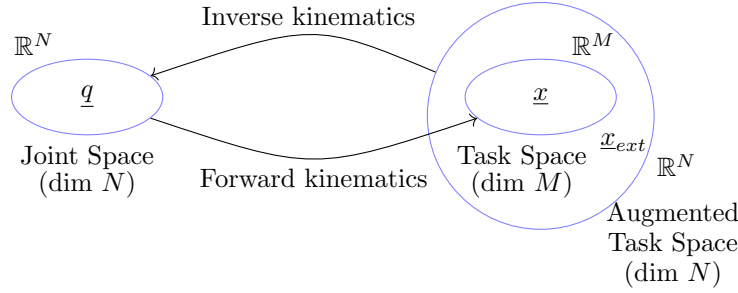 Inverse kinematics
ℝ^N
ℝ^M
q
x
x_ext
Joint Space
(dim N)
Forward kinematics
Task Space
(dim M)
ℝ^N
Augmented
Task Space
(dim N)